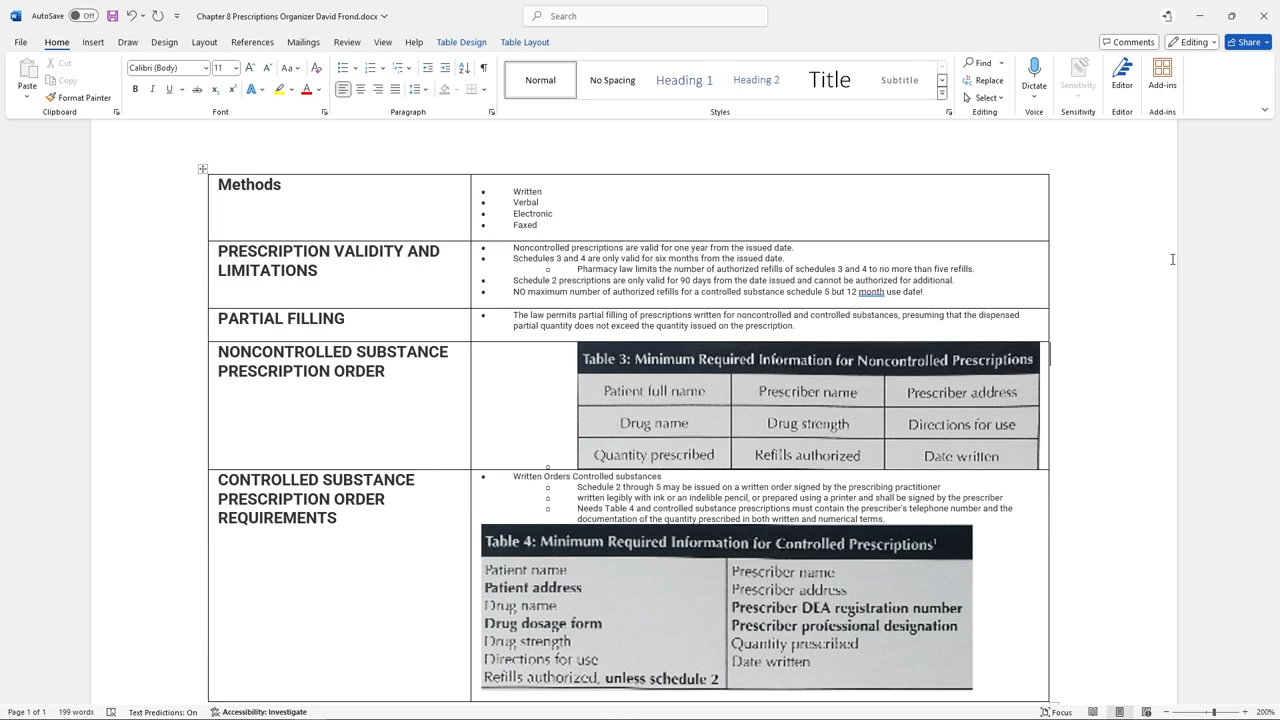 AutoSave Off Chapter 8 Prescriptions Organizer David Frond.docx Search
File Home Insert Draw Design Layout References Mailings Review View Help Table Design Table Layout Comments Editing Share
Paste Cut Copy Format Painter Clipboard
Calibri (Body) 11 Font
Paragraph
Normal No Spacing Heading 1 Heading 2 Title Subtitle Styles
Find Replace Select Editing
Dictate Voice
Sensitivity Sensitivity
Editor Editor
Add-ins Add-ins
Methods
Written
Verbal
Electronic
Faxed
PRESCRIPTION VALIDITY AND
LIMITATIONS
Noncontrolled prescriptions are valid for one year from the issued date.
Schedules 3 and 4 are only valid for six months from the issued date.
Pharmacy law limits the number of authorized refills of schedules 3 and 4 to no more than five refills.
Schedule 2 prescriptions are only valid for 90 days from the date issued and cannot be authorized for additional.
NO maximum number of authorized refills for a controlled substance schedule 5 but 12 month use date!
PARTIAL FILLING
The law permits partial filling of prescriptions written for noncontrolled and controlled substances, presuming that the dispensed
partial quantity does not exceed the quantity issued on the prescription.
NONCONTROLLED SUBSTANCE
PRESCRIPTION ORDER
Table 3: Minimum Required Information for Noncontrolled Prescriptions
Patient full name Prescriber name Prescriber address
Drug name Drug strength Directions for use
Quantity prescribed Refills authorized Date written
CONTROLLED SUBSTANCE
PRESCRIPTION ORDER
REQUIREMENTS
Written Orders Controlled substances
Schedule 2 through 5 may be issued on a written order signed by the prescribing practitioner
written legibly with ink or an indelible pencil, or prepared using a printer and shall be signed by the prescriber
Needs Table 4 and controlled substance prescriptions must contain the prescriber's telephone number and the
documentation of the quantity prescribed in both written and numerical terms.
Table 4: Minimum Required Information for Controlled Prescriptions¹
Patient name
Patient address
Drug name
Drug dosage form
Drug strength
Directions for use
Refills authorized, unless schedule 2
Prescriber name
Prescriber address
Prescriber DEA registration number
Prescriber professional designation
Quantity prescribed
Date written
Page 1 of 1 199 words Text Predictions: On Accessibility: Investigate Focus 200%